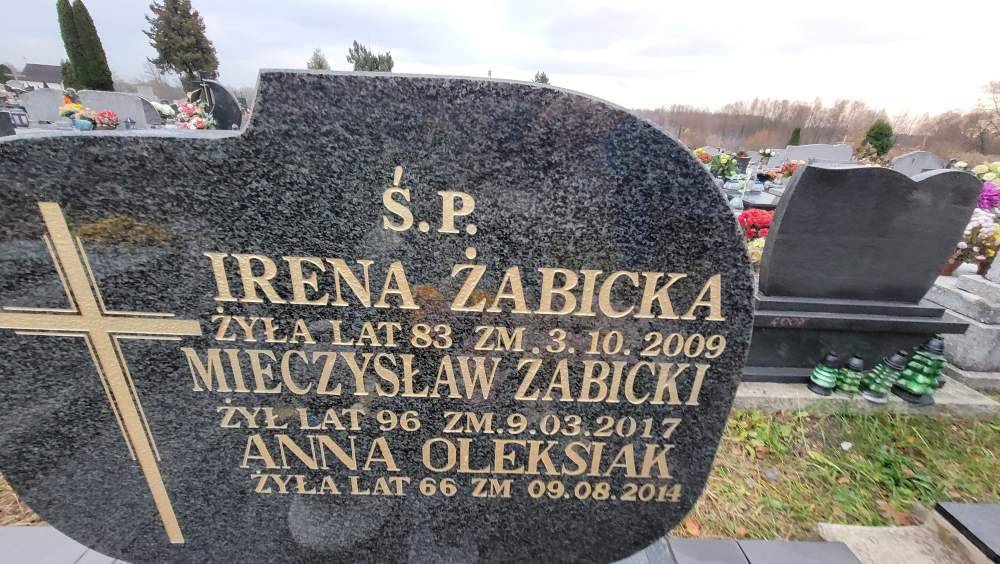 Ś.P.
IRENA ŻABICKA
ŻYŁA LAT 83 ZM. 3.10.2009
MIECZYSŁAW ŻABICKI
ŻYŁ LAT 96 ZM.9.03.2017
ANNA OLEKSIAK
ŻYŁA LAT 66 ZM 09.08.2014